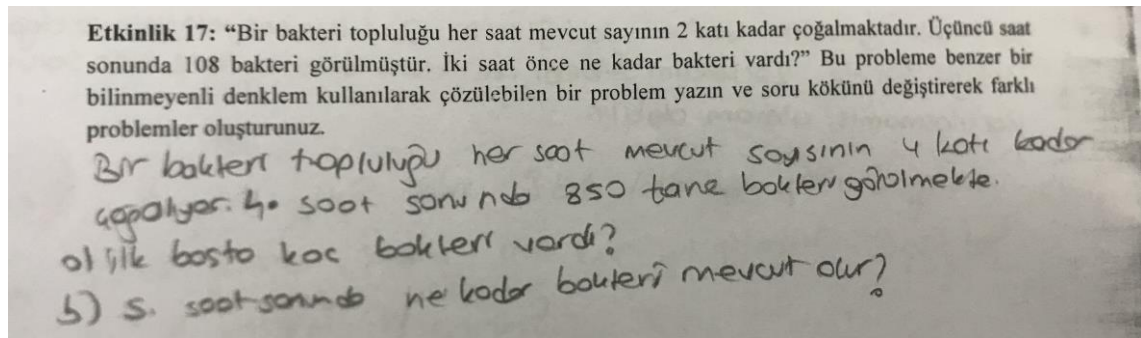 Etkinlik 17: “Bir bakteri topluluğu her saat mevcut sayının 2 katı kadar çoğalmaktadır. Üçüncü saat
sonunda 108 bakteri görülmüştür. İki saat önce ne kadar bakteri vardı?” Bu probleme benzer bir
bilinmeyenli denklem kullanılarak çözülebilen bir problem yazın ve soru kökünü değiştirerek farklı
problemler oluşturunuz.
Bir bakteri topluluğu her saat mevcut sayısının 4 katı kadar
çoğalıyor. 4. saat sonunda 850 tane bakteri görülmekte.
a) ilk başta kaç bakteri vardı?
b) 5. saat sonunda ne kadar bakteri mevcut olur?